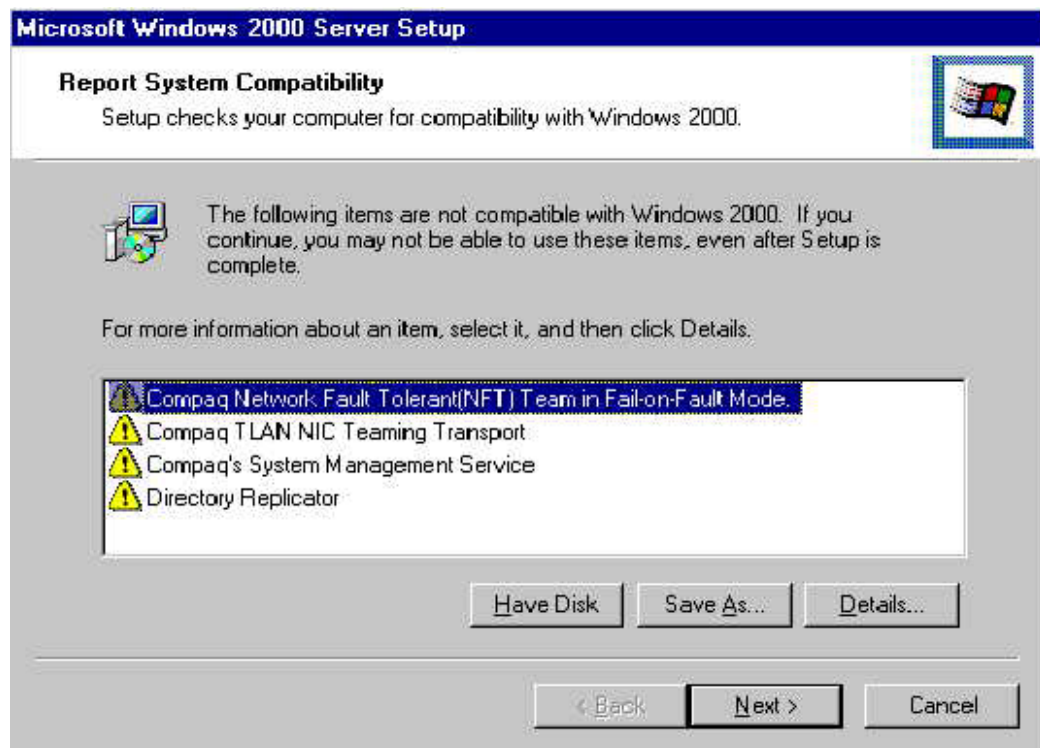 Microsoft Windows 2000 Server Setup
Report System Compatibility
Setup checks your computer for compatibility with Windows 2000.
The following items are not compatible with Windows 2000. If you
continue, you may not be able to use these items, even after Setup is
complete.
For more information about an item, select it, and then click Details.
Compaq Network Fault Tolerant(NFT) Team in Fail-on-Fault Mode.
Compaq TLAN NIC Teaming Transport
Compaq's System Management Service
Directory Replicator
Have Disk
Save As...
Details...
< Back
Next >
Cancel